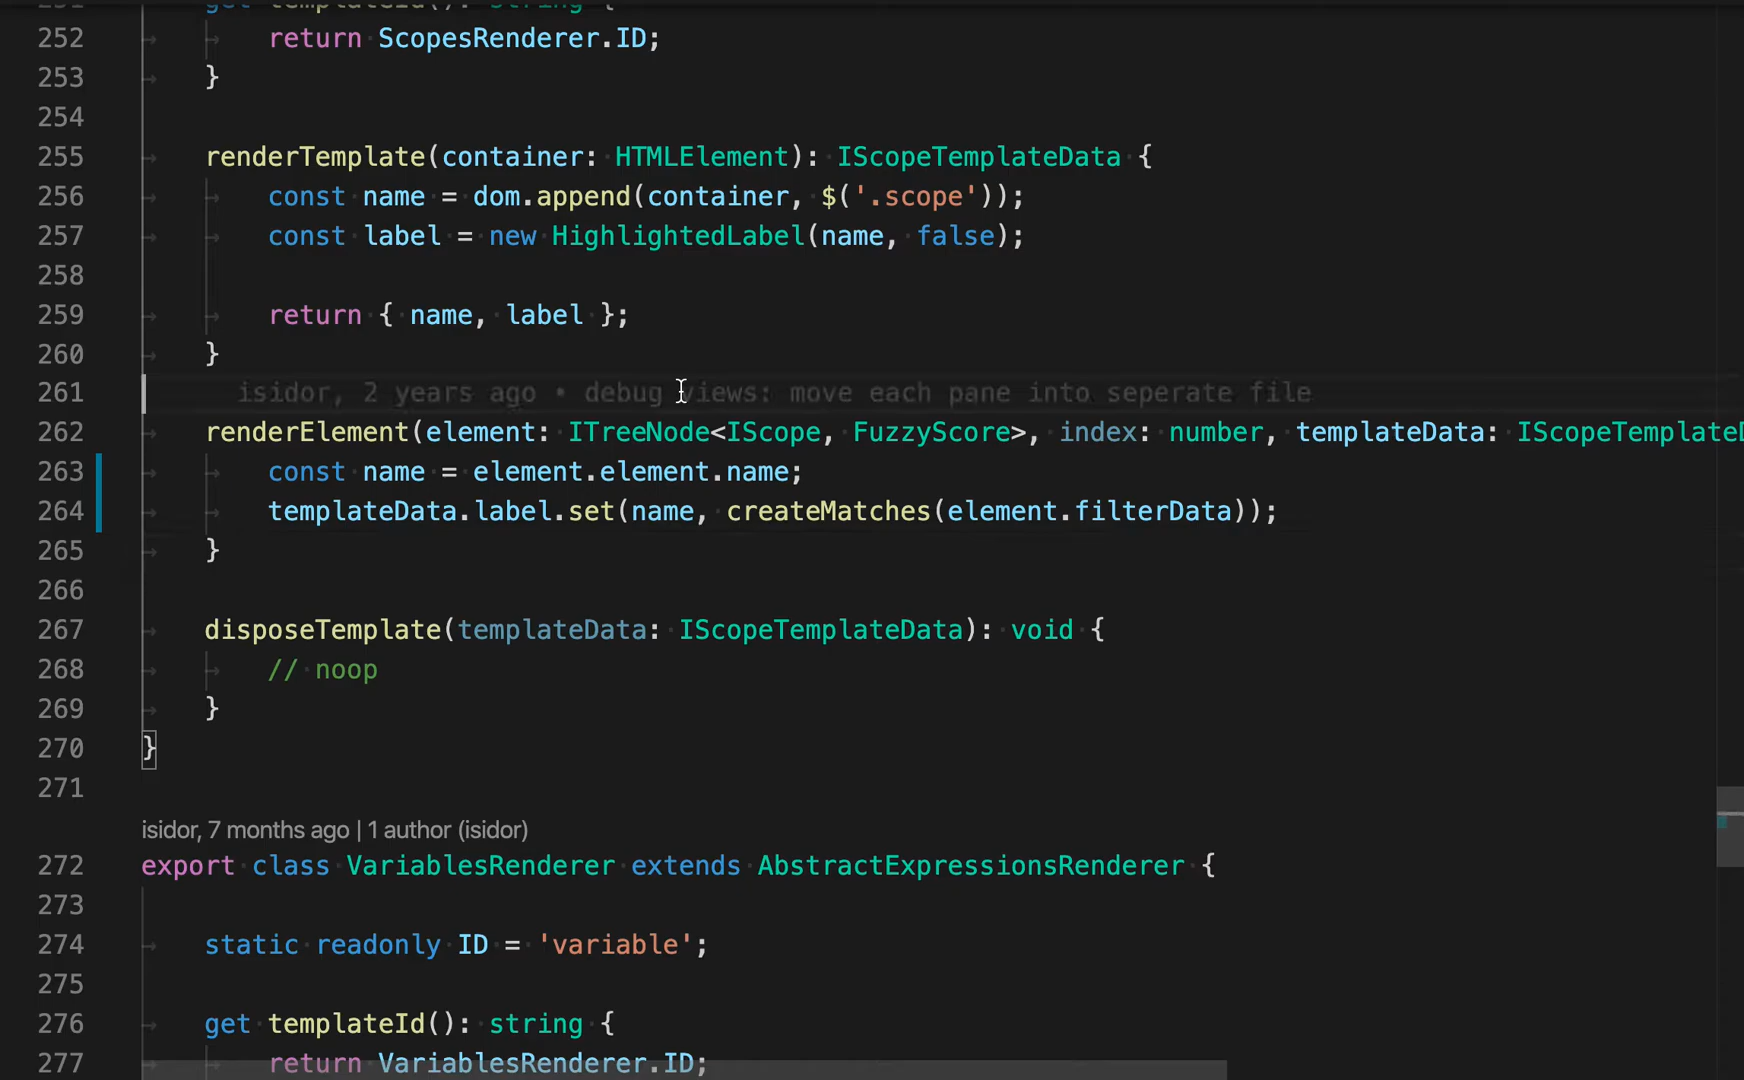 251 get templateId(): string {
252 return ScopesRenderer.ID;
253 }
254
255 renderTemplate(container: HTMLElement): IScopeTemplateData {
256 const name = dom.append(container, $('.scope'));
257 const label = new HighlightedLabel(name, false);
258
259 return { name, label };
260 }
261 isidor, 2 years ago • debug views: move each pane into seperate file
262 renderElement(element: ITreeNode<IScope, FuzzyScore>, index: number, templateData: IScopeTemplateD
263 const name = element.element.name;
264 templateData.label.set(name, createMatches(element.filterData));
265 }
266
267 disposeTemplate(templateData: IScopeTemplateData): void {
268 // noop
269 }
270 }
271
isidor, 7 months ago | 1 author (isidor)
272 export class VariablesRenderer extends AbstractExpressionsRenderer {
273
274 static readonly ID = 'variable';
275
276 get templateId(): string {
277 return VariablesRenderer.ID;